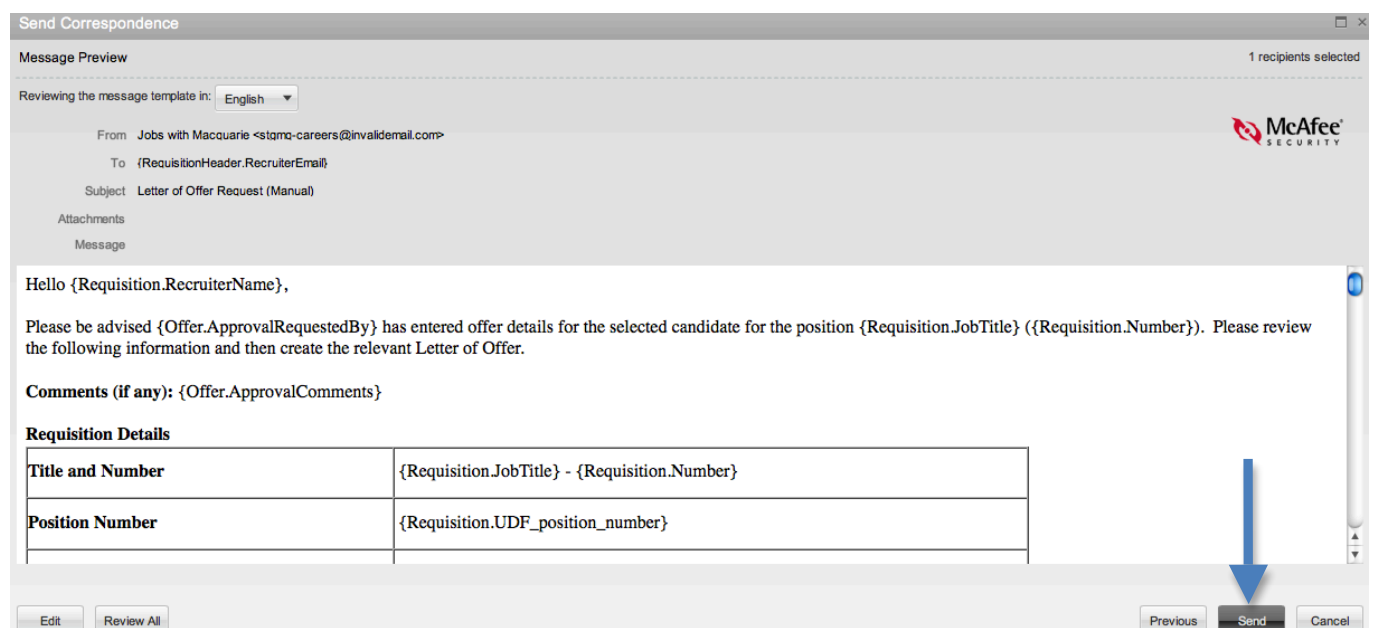 Send Correspondence
Message Preview
1 recipients selected
Reviewing the message template in: English
From Jobs with Macquarie <stgmq-careers@invalidemail.com>
McAfee
SECURITY
To {RequisitionHeader.RecruiterEmail}
Subject Letter of Offer Request (Manual)
Attachments
Message
Hello {Requisition.RecruiterName},
Please be advised {Offer.ApprovalRequestedBy} has entered offer details for the selected candidate for the position {Requisition.JobTitle} ({Requisition.Number}).  Please review
the following information and then create the relevant Letter of Offer.
Comments (if any): {Offer.ApprovalComments}
Requisition Details
Title and Number {Requisition.JobTitle} - {Requisition.Number}
Position Number {Requisition.UDF_position_number}
Edit Review All Previous Send Cancel